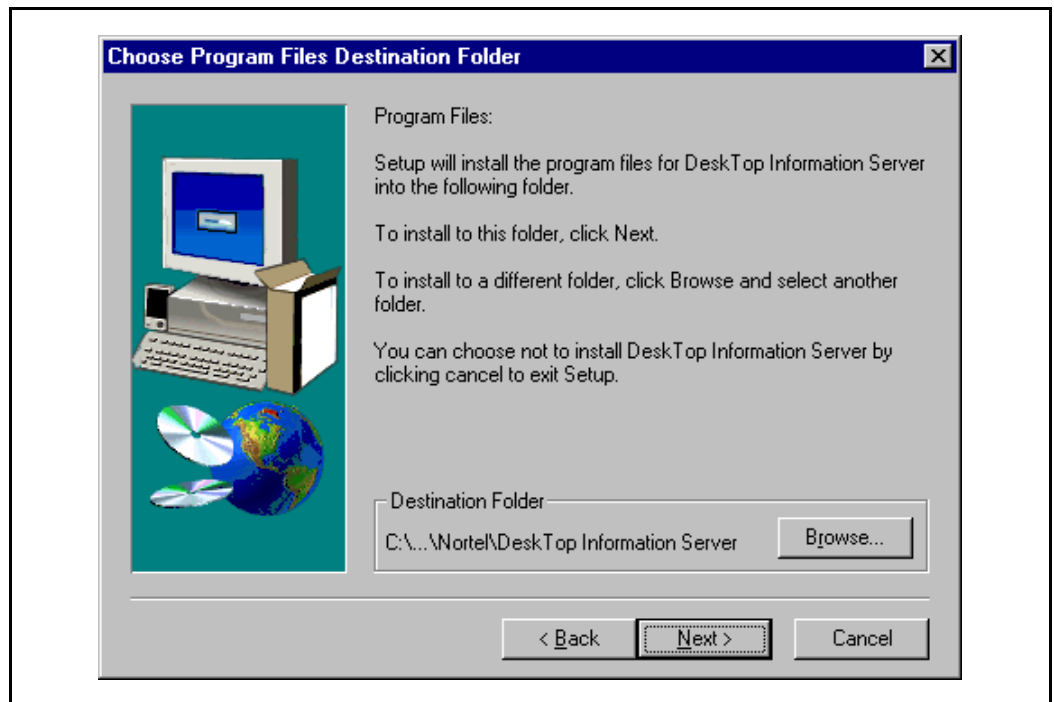 Choose Program Files Destination Folder
Program Files:
Setup will install the program files for DeskTop Information Server
into the following folder.
To install to this folder, click Next.
To install to a different folder, click Browse and select another
folder.
You can choose not to install DeskTop Information Server by
clicking cancel to exit Setup.
Destination Folder
C:\...\Nortel\DeskTop Information Server
Browse...
< Back
Next >
Cancel